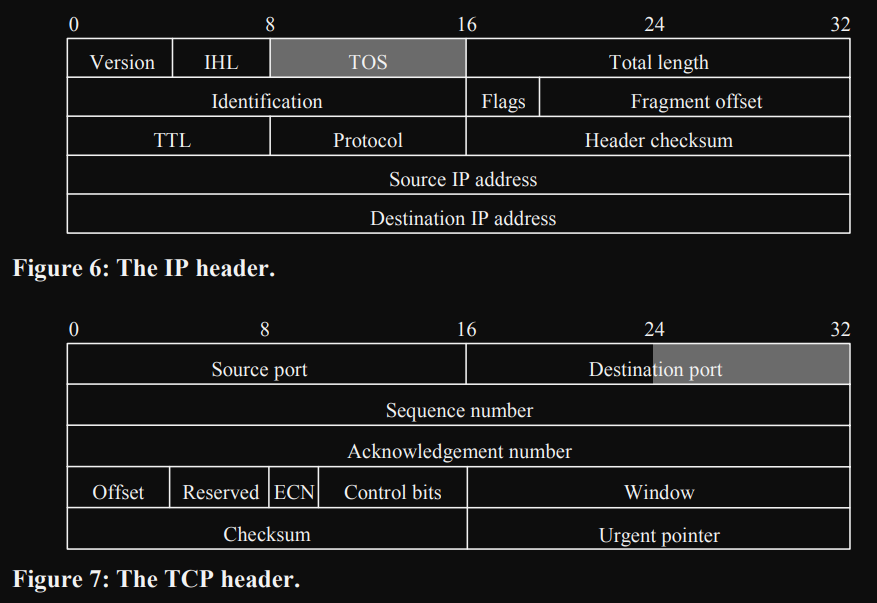 0 8 16 24 32
Version IHL TOS Total length
Identification Flags Fragment offset
TTL Protocol Header checksum
Source IP address
Destination IP address
Figure 6: The IP header.
0 8 16 24 32
Source port Destination port
Sequence number
Acknowledgement number
Offset Reserved ECN Control bits Window
Checksum Urgent pointer
Figure 7: The TCP header.